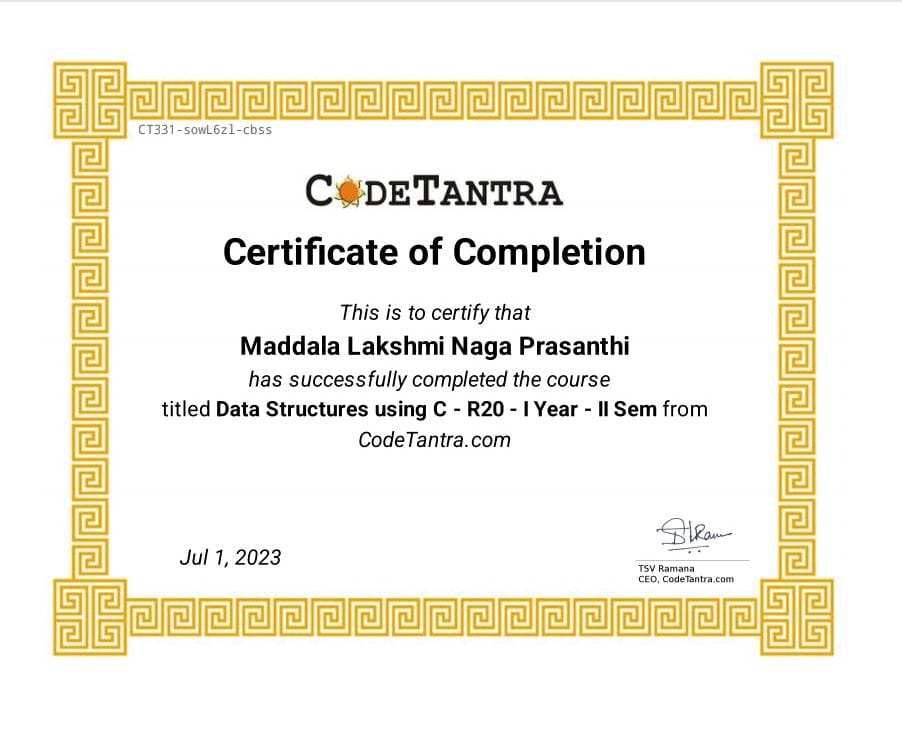 CT331-sowL6zl-cbss
CODETANTRA
Certificate of Completion
This is to certify that
Maddala Lakshmi Naga Prasanthi
has successfully completed the course
titled Data Structures using C - R20 - I Year - II Sem from
CodeTantra.com
Jul 1, 2023
TSV Ramana
CEO, CodeTantra.com